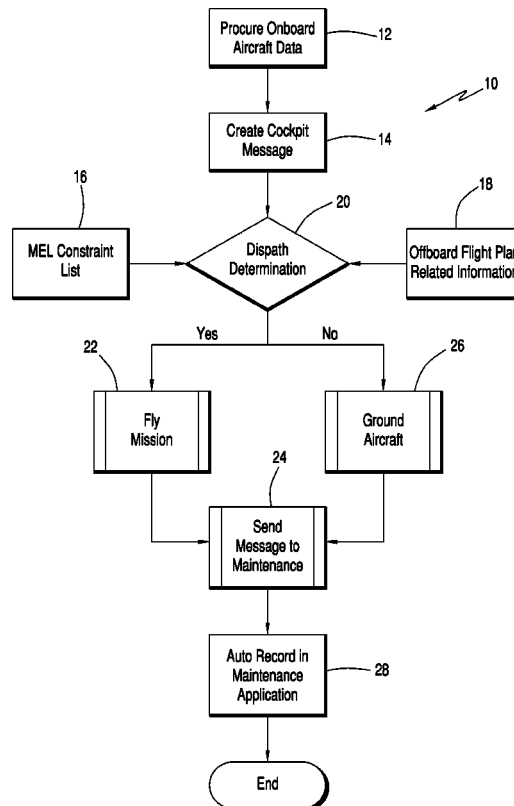 Procure Onboard
Aircraft Data
12
10
Create Cockpit
Message
14
16
20
18
MEL Constraint
List
Dispath
Determination
Offboard Flight Plan
Related Information
Yes
No
22
26
Fly
Mission
Ground
Aircraft
24
Send
Message to
Maintenance
Auto Record in
Maintenance
Application
28
End